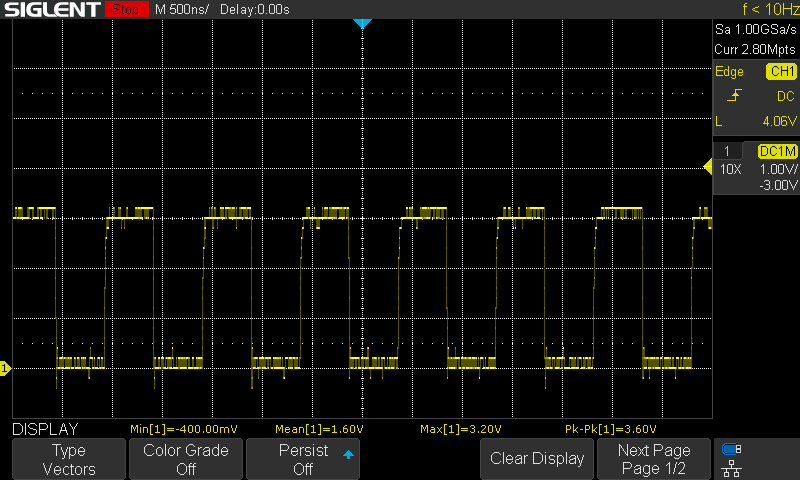 SIGLENT Stop M 500ns/ Delay:0.00s f < 10Hz
Sa 1.00GSa/s
Curr 2.80Mpts
Edge CH1
DC
L 4.06V
1 DC1M
10X 1.00V/
-3.00V
1
DISPLAY Min[1]=-400.00mV Mean[1]=1.60V Max[1]=3.20V Pk-Pk[1]=3.60V
Type
Vectors
Color Grade
Off
Persist
Off
Clear Display
Next Page
Page 1/2